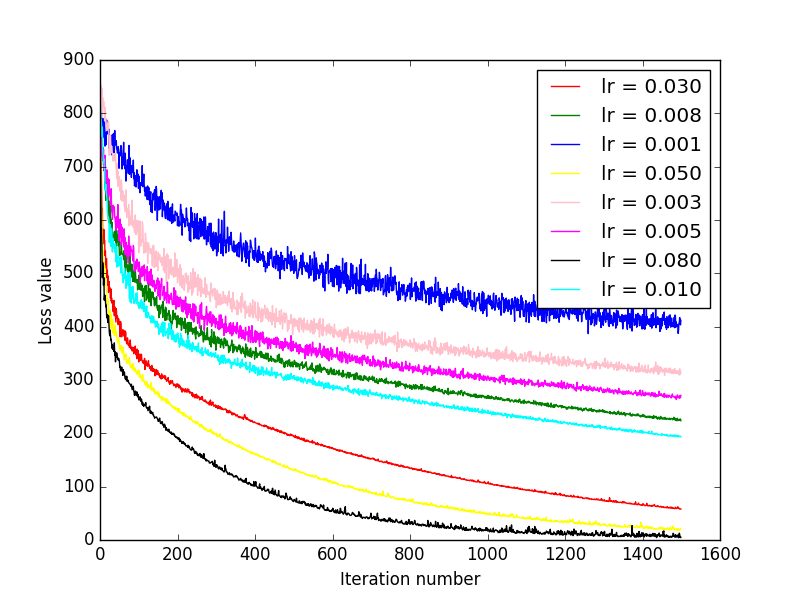 900
800
700
600
500
400
300
200
100
0
Loss value
lr = 0.030
lr = 0.008
lr = 0.001
lr = 0.050
lr = 0.003
lr = 0.005
lr = 0.080
lr = 0.010
0 200 400 600 800 1000 1200 1400 1600
Iteration number